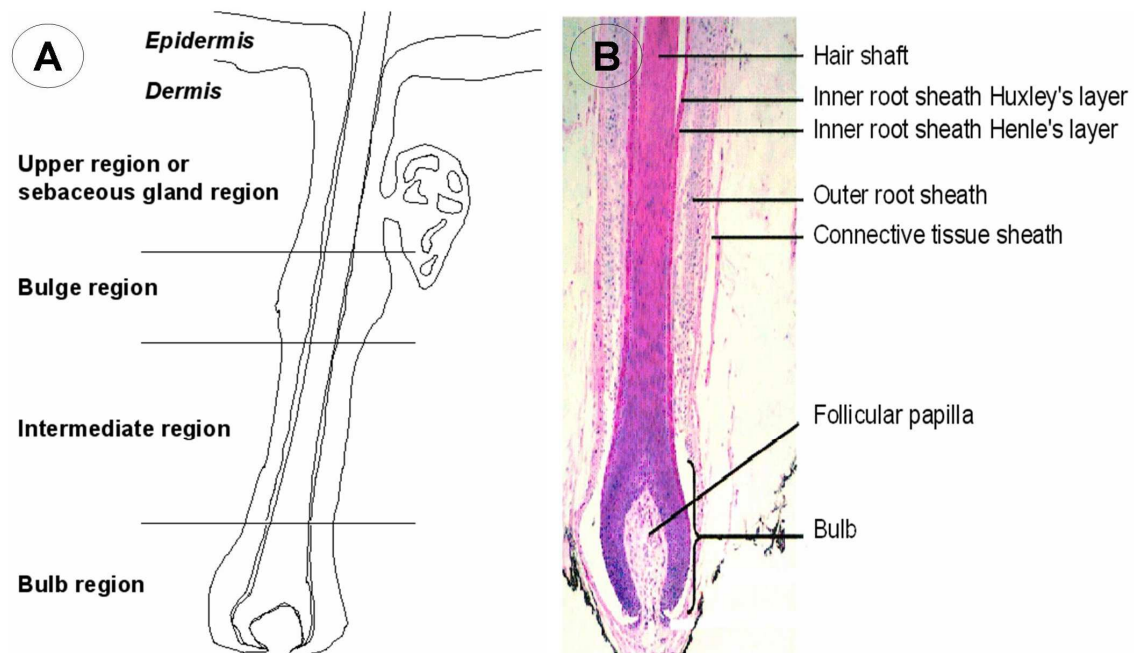 A
Epidermis
Dermis
Upper region or
sebaceous gland region
Bulge region
Intermediate region
Bulb region
B
Hair shaft
Inner root sheath Huxley's layer
Inner root sheath Henle's layer
Outer root sheath
Connective tissue sheath
Follicular papilla
Bulb